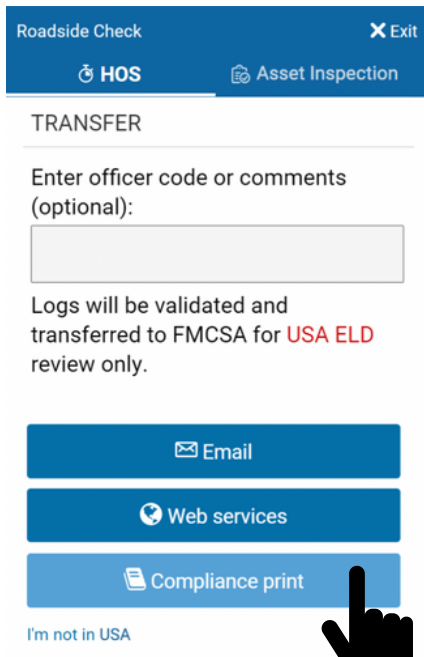 Roadside Check
Exit
HOS
Asset Inspection
TRANSFER
Enter officer code or comments
(optional):
Logs will be validated and
transferred to FMCSA for USA ELD
review only.
Email
Web services
Compliance print
I'm not in USA